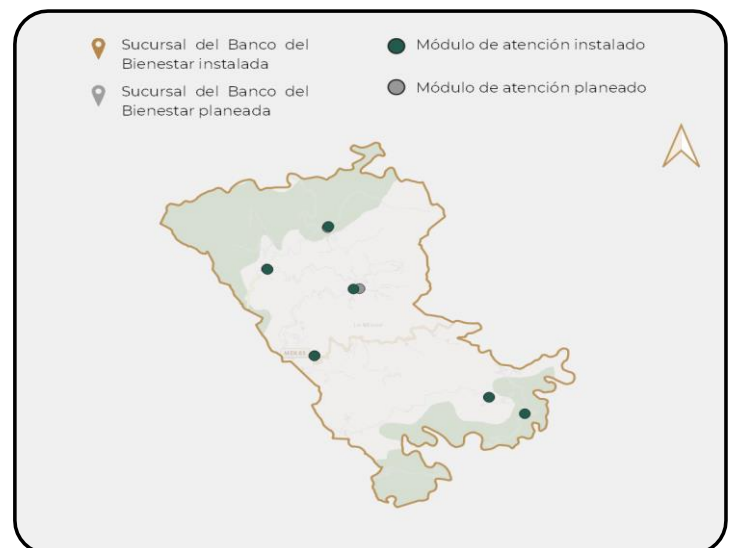 Sucursal del Banco del
Bienestar instalada
Sucursal del Banco del
Bienestar planeada
Módulo de atención instalado
Módulo de atención planeado